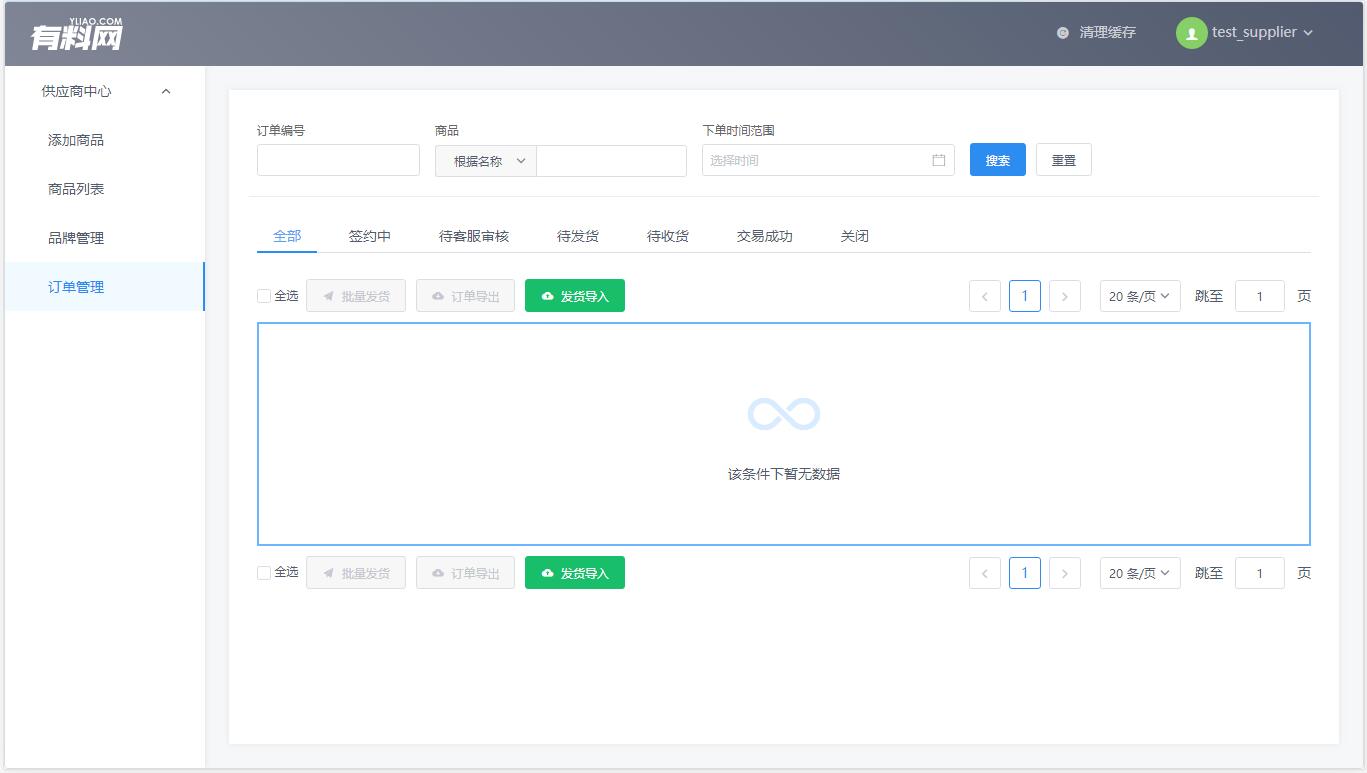 YLIAO.COM
有料网
清理缓存
test_supplier
供应商中心
添加商品
商品列表
品牌管理
订单管理
订单编号
商品
下单时间范围
根据名称
选择时间
搜索
重置
全部 签约中 待客服审核 待发货 待收货 交易成功 关闭
全选 批量发货 订单导出 发货导入 1 20 条/页 跳至 1 页
该条件下暂无数据
全选 批量发货 订单导出 发货导入 1 20 条/页 跳至 1 页